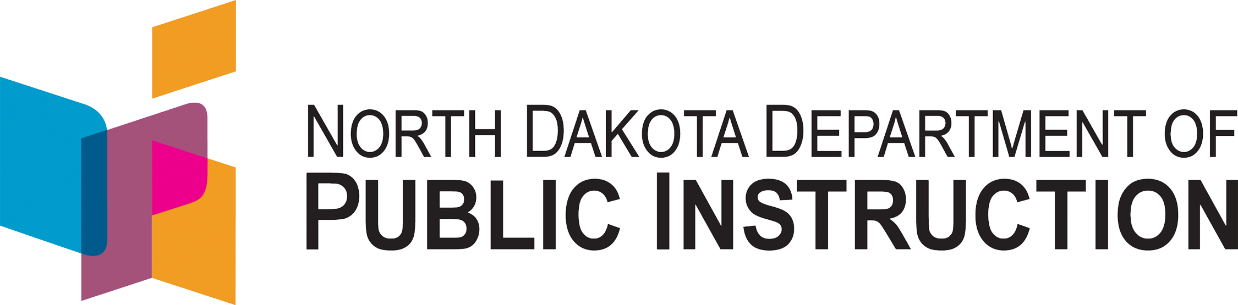 NORTH DAKOTA DEPARTMENT OF
PUBLIC INSTRUCTION